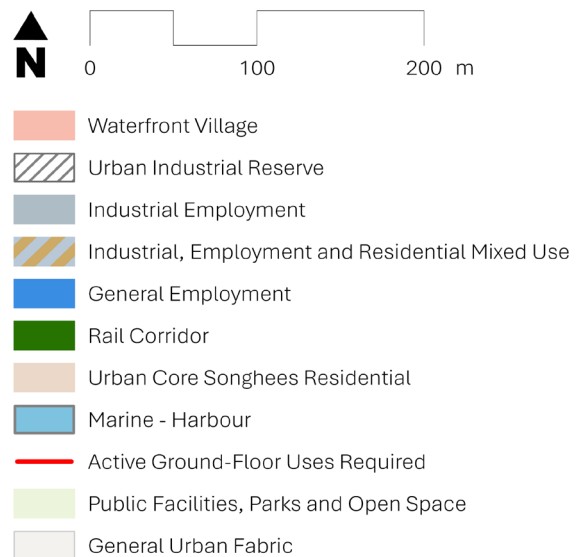 N
0 100 200 m
Waterfront Village
Urban Industrial Reserve
Industrial Employment
Industrial, Employment and Residential Mixed Use
General Employment
Rail Corridor
Urban Core Songhees Residential
Marine - Harbour
Active Ground-Floor Uses Required
Public Facilities, Parks and Open Space
General Urban Fabric